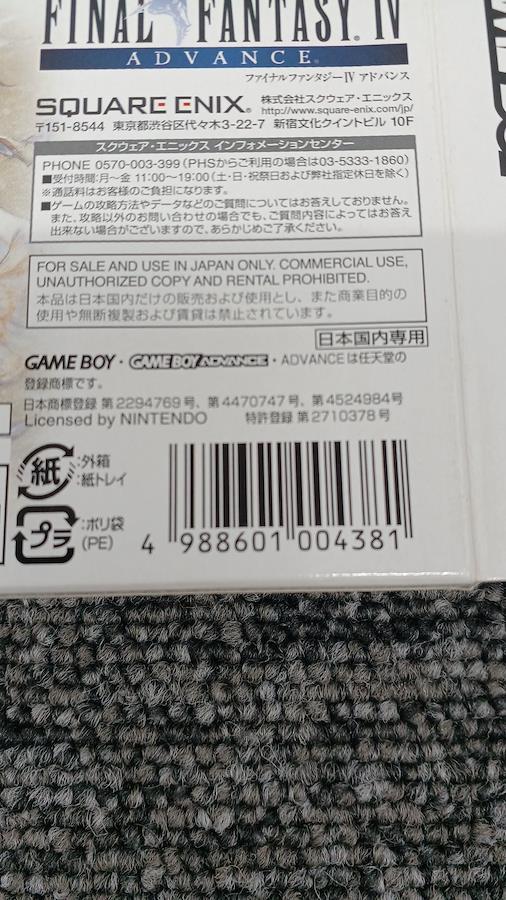 FINAL FANTASY IV
ADVANCE
ファイナルファンタジーIV アドバンス
SQUARE ENIX. 株式会社スクウェア・エニックス
http://www.square-enix.com/jp/
〒151-8544 東京都渋谷区代々木3-22-7 新宿文化クイントビル 10F
スクウェア・エニックス インフォメーションセンター
PHONE 0570-003-399 (PHSからご利用の場合は03-5333-1860)
■受付時間:月〜金 11:00〜19:00 (土・日・祝祭日および弊社指定休日を除く)
※通話料はお客様のご負担になります。
■ゲームの攻略方法やデータなどのご質問についてはお答えしておりません。
また、攻略以外のお問い合わせの場合でも、ご質問内容によってはお答え
出来ない場合がございますので、あらかじめご了承ください。
FOR SALE AND USE IN JAPAN ONLY. COMMERCIAL USE,
UNAUTHORIZED COPY AND RENTAL PROHIBITED.
本品は日本国内だけの販売および使用とし、また商業目的の
使用や無断複製および賃貸は禁止されています。
日本国内専用
GAME BOY・GAME BOY ADVANCE・ADVANCEは任天堂の
登録商標です。
日本商標登録 第2294769号、第4470747号、第4524984号
Licensed by NINTENDO 特許登録 第2710378号
紙 :外箱
:紙トレイ
プラ :ポリ袋
(PE)
4 988601 004381